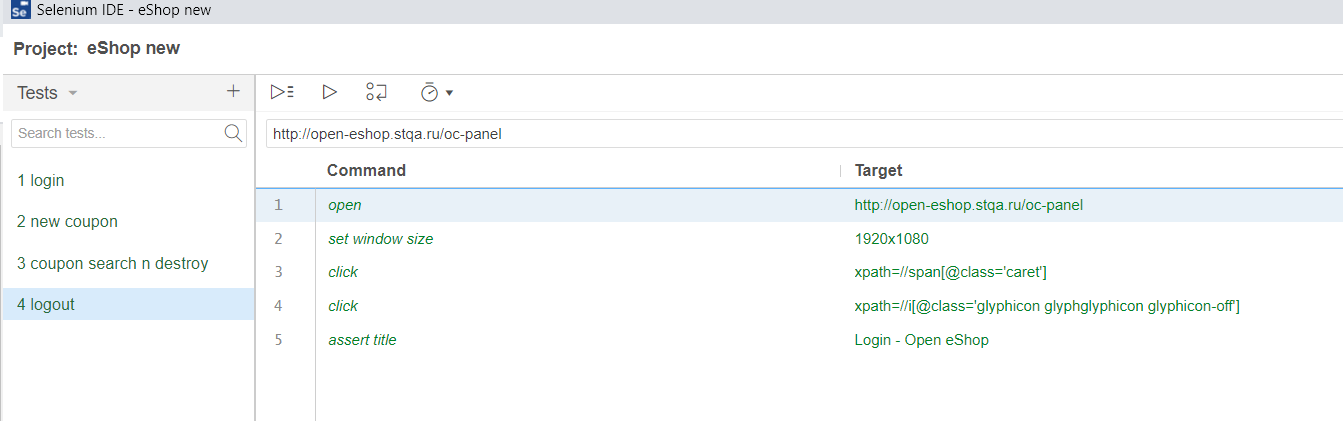 Se Selenium IDE - eShop new
Project: eShop new
Tests
Search tests...
1 login
2 new coupon
3 coupon search n destroy
4 logout
http://open-eshop.stqa.ru/oc-panel
Command Target
1 open http://open-eshop.stqa.ru/oc-panel
2 set window size 1920x1080
3 click xpath=//span[@class='caret']
4 click xpath=//i[@class='glyphicon glyphglyphicon glyphicon-off']
5 assert title Login - Open eShop